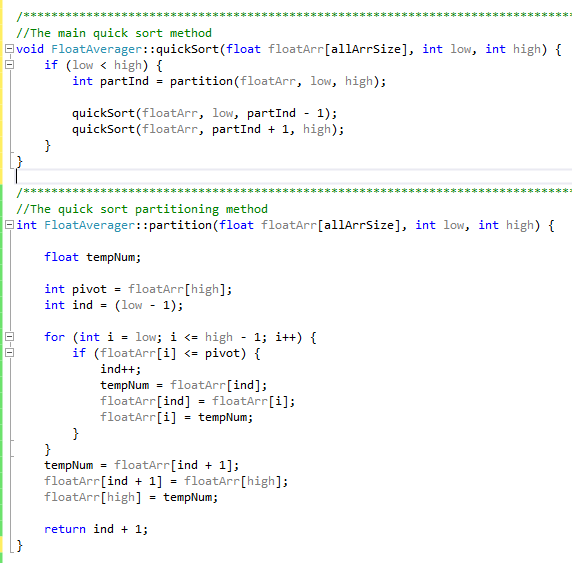 /******************************************************************************
//The main quick sort method
void FloatAverager::quickSort(float floatArr[allArrSize], int low, int high) {
    if (low < high) {
        int partInd = partition(floatArr, low, high);

        quickSort(floatArr, low, partInd - 1);
        quickSort(floatArr, partInd + 1, high);
    }
}

/******************************************************************************
//The quick sort partitioning method
int FloatAverager::partition(float floatArr[allArrSize], int low, int high) {

    float tempNum;

    int pivot = floatArr[high];
    int ind = (low - 1);

    for (int i = low; i <= high - 1; i++) {
        if (floatArr[i] <= pivot) {
            ind++;
            tempNum = floatArr[ind];
            floatArr[ind] = floatArr[i];
            floatArr[i] = tempNum;
        }
    }
    tempNum = floatArr[ind + 1];
    floatArr[ind + 1] = floatArr[high];
    floatArr[high] = tempNum;

    return ind + 1;
}